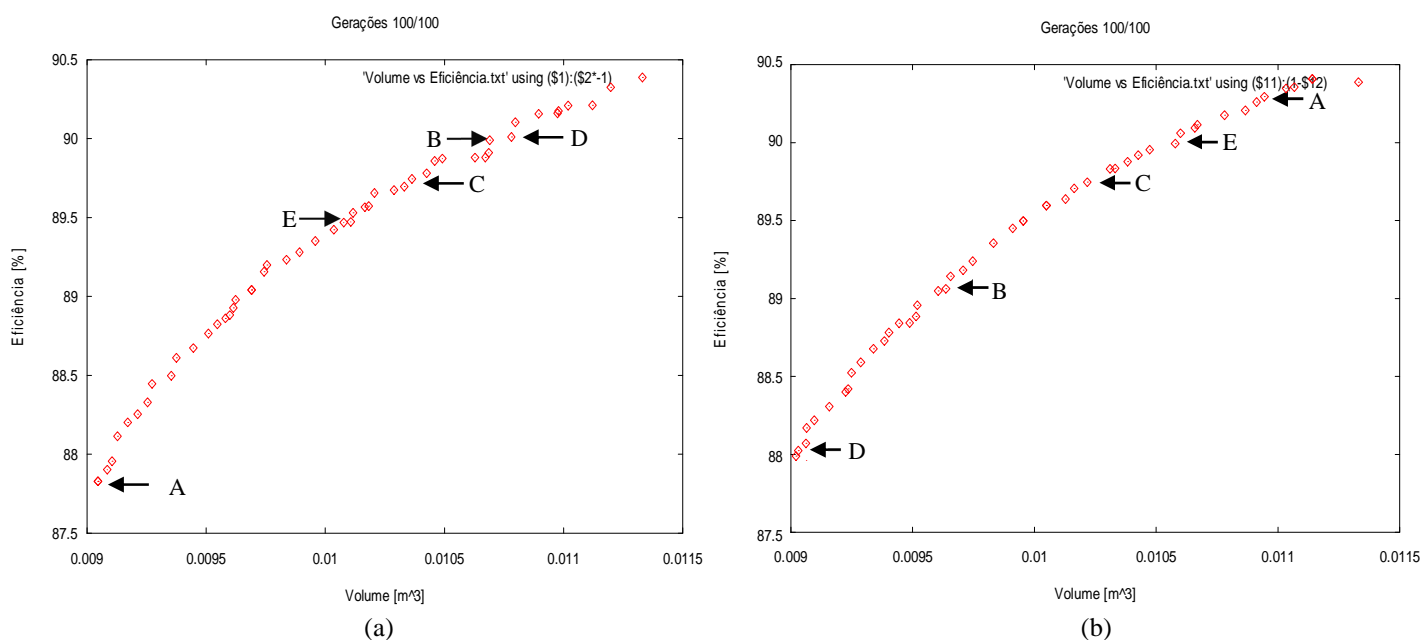 Gerações 100/100
90.5
90
89.5
89
88.5
88
87.5
Eficiência [%]
'Volume vs Eficiência.txt' using ($1):($2*-1)
B
D
C
E
A
0.009
0.0095
0.01
0.0105
0.011
0.0115
Volume [m^3]
(a)
Gerações 100/100
90.5
90
89.5
89
88.5
88
87.5
Eficiência [%]
'Volume vs Eficiência.txt' using ($11):(1-$12)
A
E
C
B
D
0.009
0.0095
0.01
0.0105
0.011
0.0115
Volume [m^3]
(b)